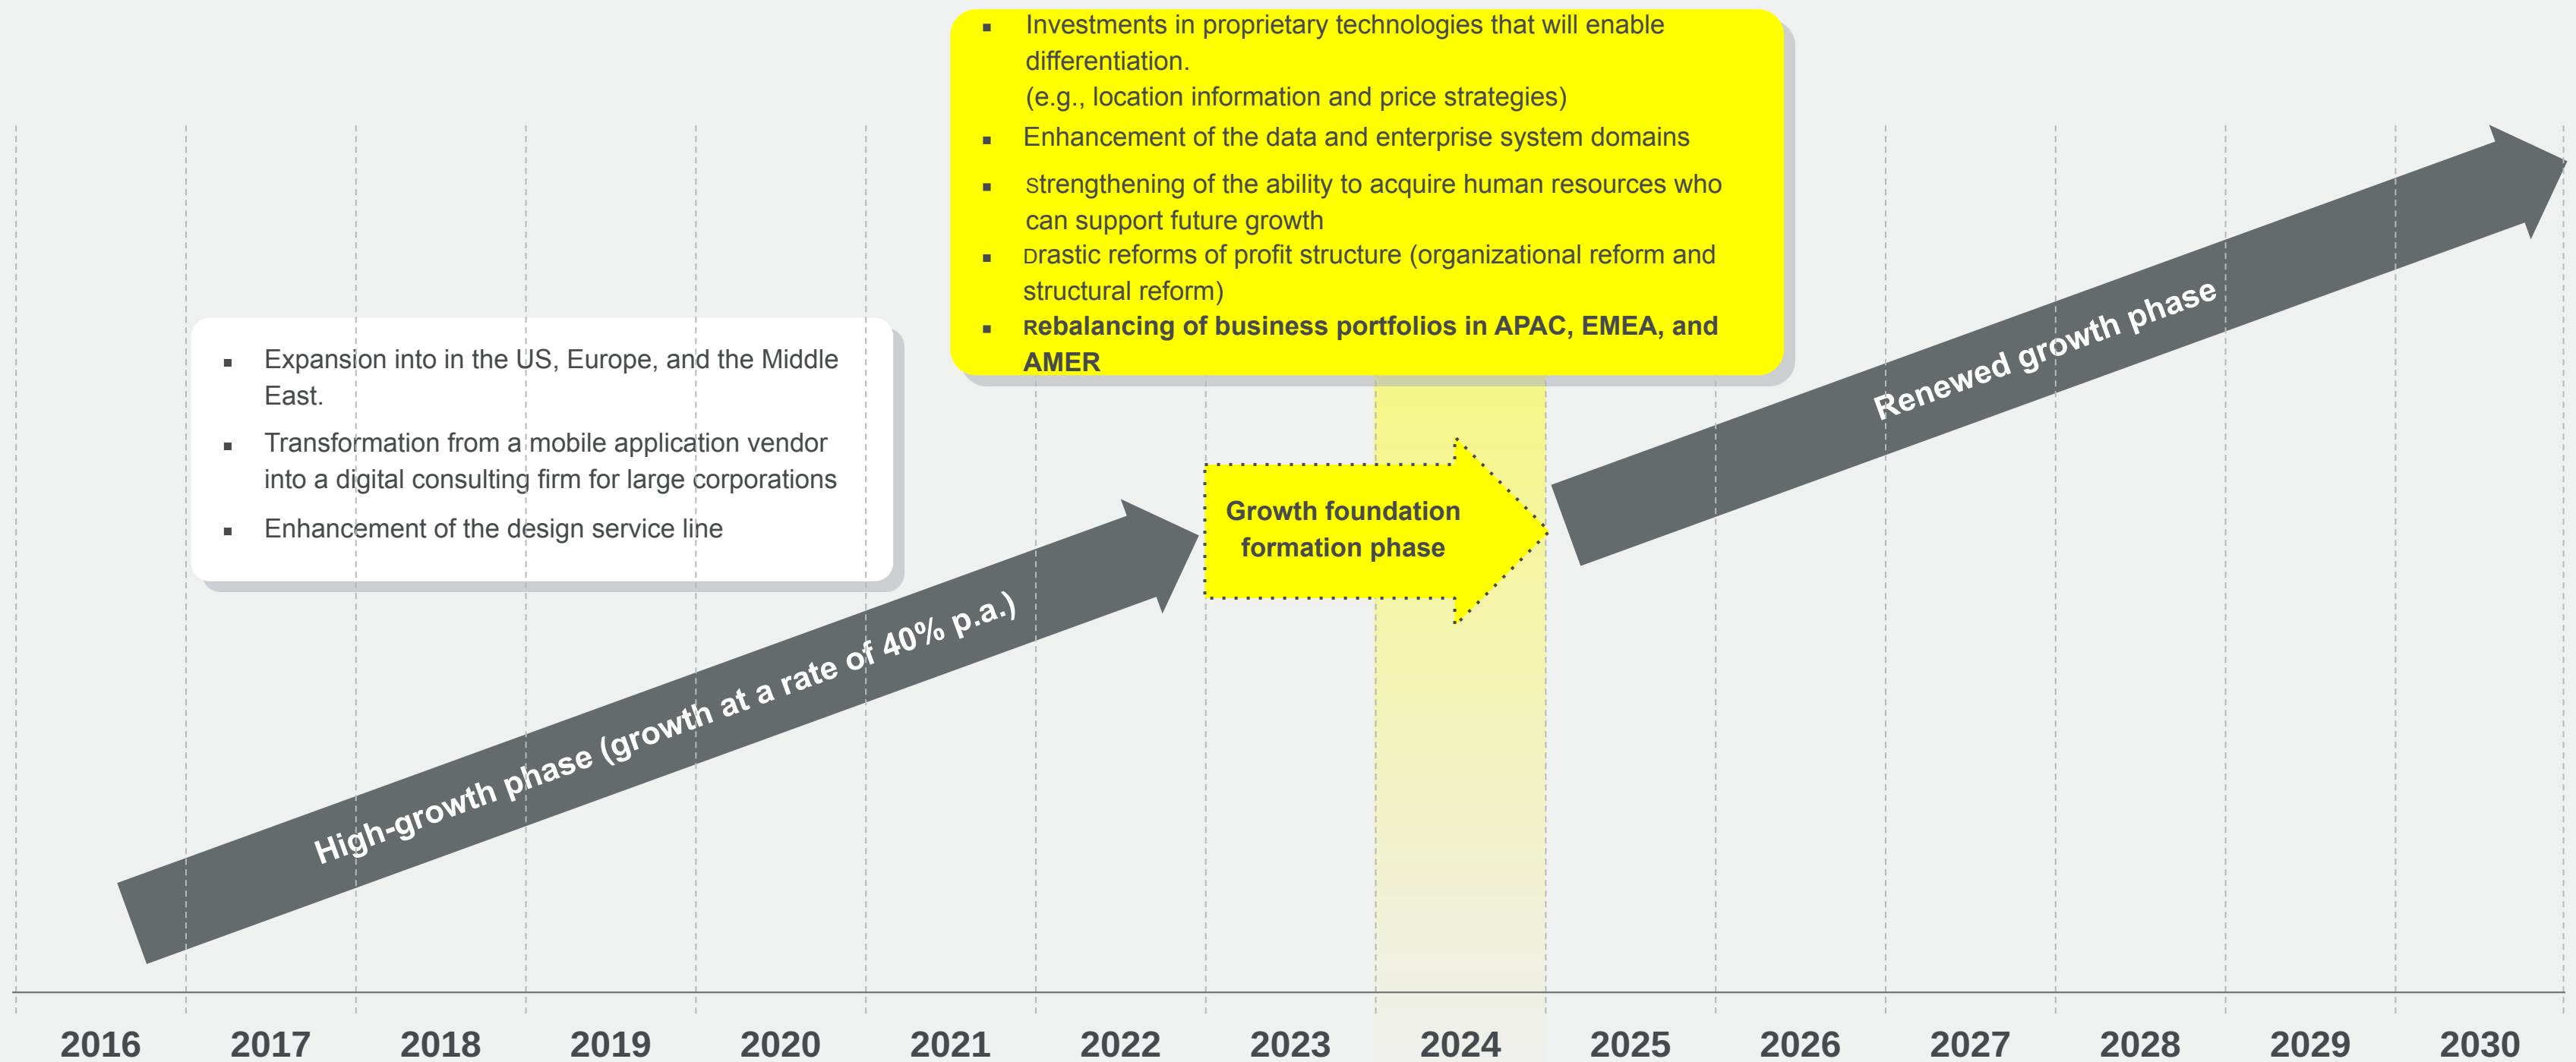 Investments in proprietary technologies that will enable
differentiation.
(e.g., location information and price strategies)
Enhancement of the data and enterprise system domains
Strengthening of the ability to acquire human resources who
can support future growth
Drastic reforms of profit structure (organizational reform and
structural reform)
Rebalancing of business portfolios in APAC, EMEA, and
AMER
Expansion into in the US, Europe, and the Middle
East.
Transformation from a mobile application vendor
into a digital consulting firm for large corporations
Enhancement of the design service line
High-growth phase (growth at a rate of 40% p.a.)
Growth foundation
formation phase
Renewed growth phase
2016 2017 2018 2019 2020 2021 2022 2023 2024 2025 2026 2027 2028 2029 2030